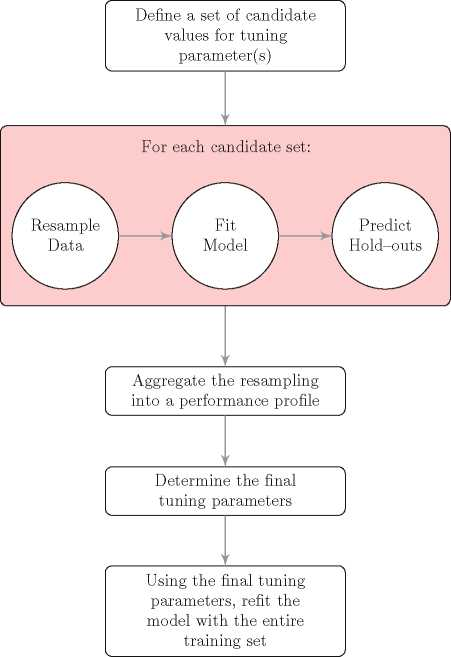 Define a set of candidate
values for tuning
parameter(s)
For each candidate set:
Resample
Data
Fit
Model
Predict
Hold–outs
Aggregate the resampling
into a performance profile
Determine the final
tuning parameters
Using the final tuning
parameters, refit the
model with the entire
training set